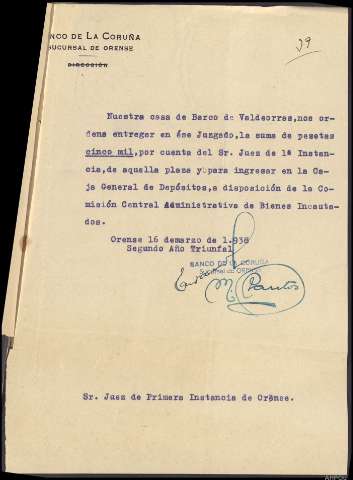 NCO DE LA CORUÑA
SUCURSAL DE ORENSE
DIRECCIÓN
39
Nuestra casa de Barco de Valdeorras,nos or-
dena entregar en ése Juzgado,la suma de pesetas
cinco mil,por cuenta del Sr. Juez de 1ª Instan-
cia,de aquella plaza y para ingresar en la Ca-
ja General de Depósitos,a disposición de la Co-
misión Central Administrativa de Bienes Incauta-
dos.
Orense 16 de marzo de 1.938
Segundo Año Triunfal
BANCO DE LA CORUÑA
Sucursal de ORENSE
M. Santos
Sr. Juez de Primera Instancia de Orense.